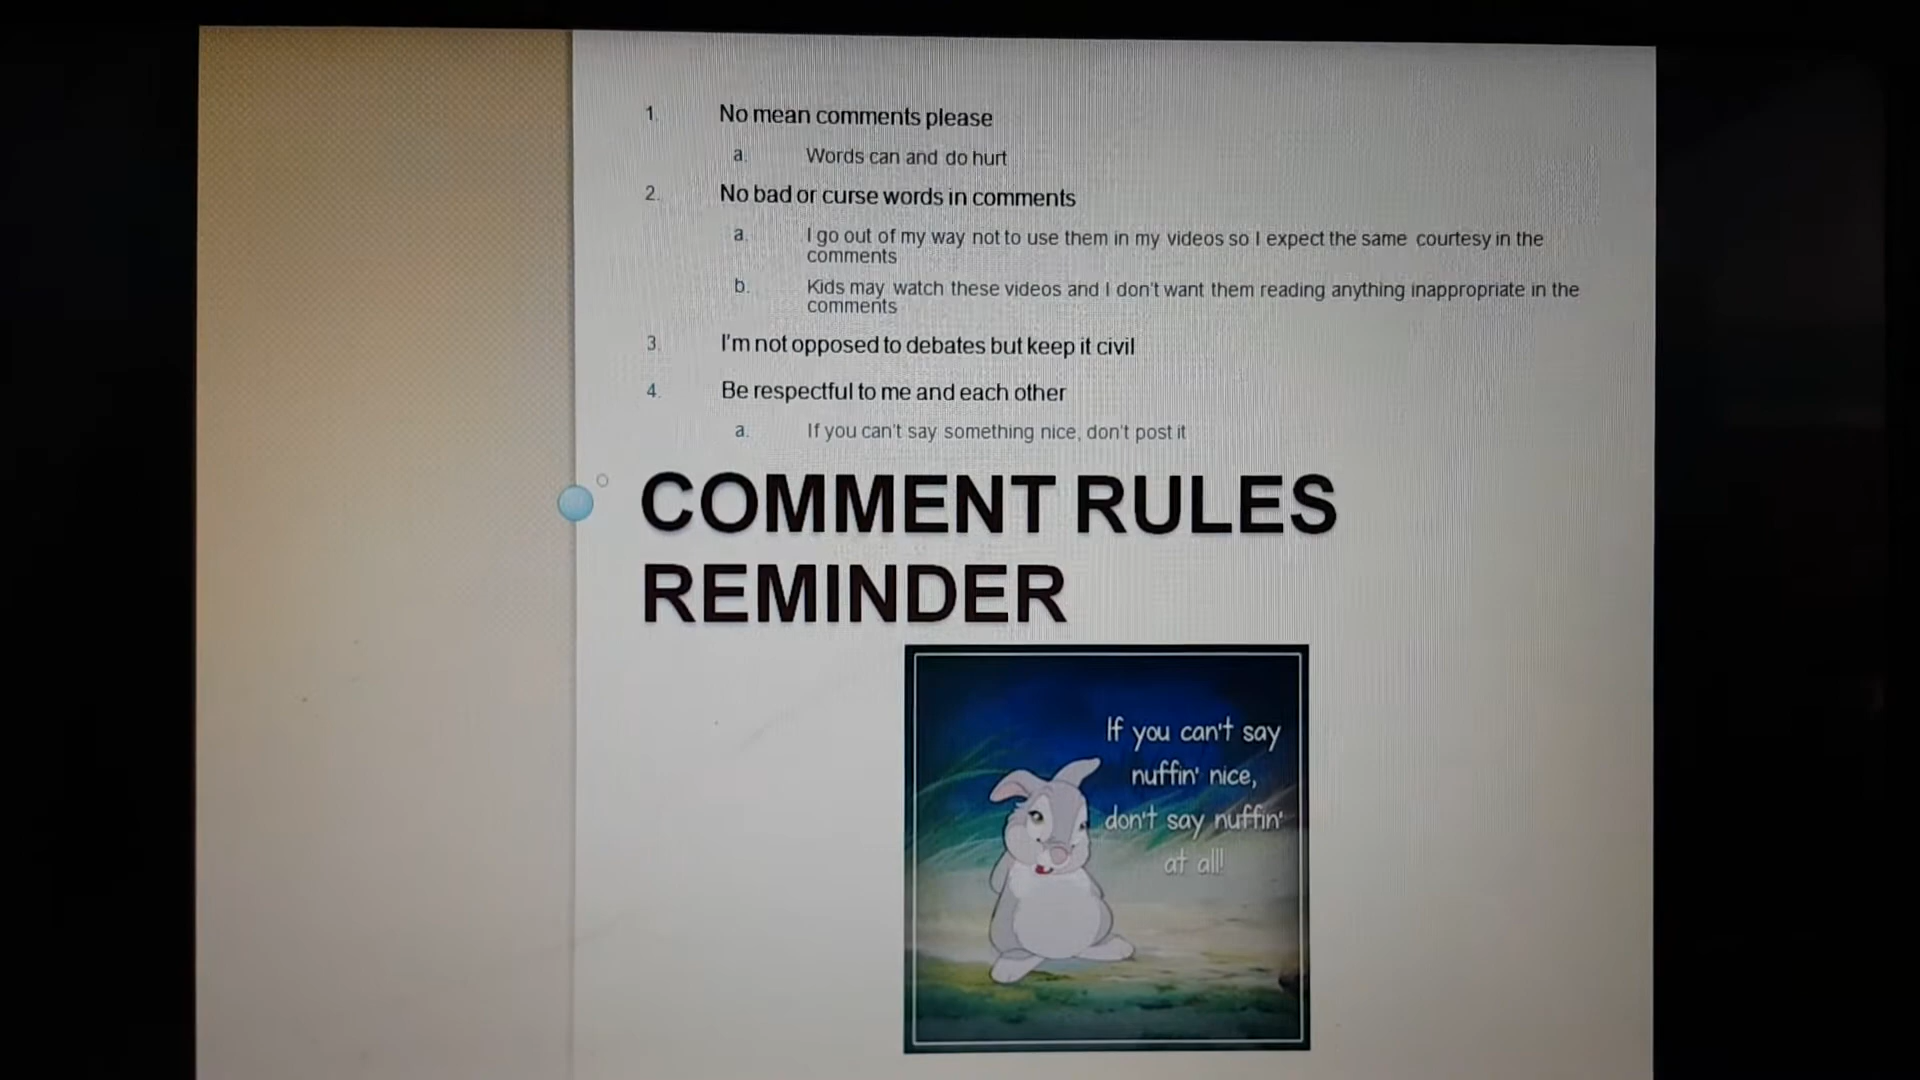 1. No mean comments please
a. Words can and do hurt
2. No bad or curse words in comments
a. I go out of my way not to use them in my videos so I expect the same courtesy in the
comments
b. Kids may watch these videos and I don't want them reading anything inappropriate in the
comments
3. I'm not opposed to debates but keep it civil
4. Be respectful to me and each other
a. If you can't say something nice, don't post it
COMMENT RULES
REMINDER
If you can't say
nuffin' nice,
don't say nuffin'
at all!